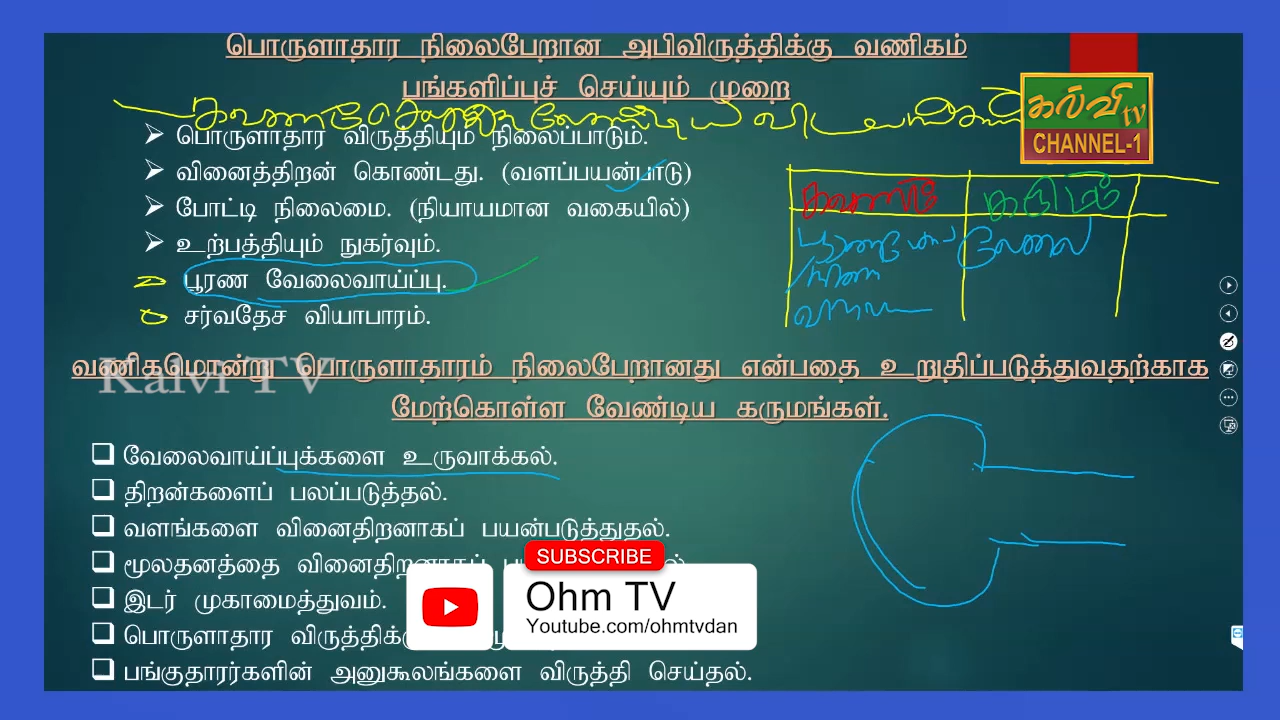 பொருளாதார நிலைபேறான அபிவிருத்திக்கு வணிகம்
பங்களிப்புச் செய்யும் முறை
கல்வி tv
CHANNEL-1
பொருளாதார விருத்தியும் நிலைப்பாடும்.
வினைத்திறன் கொண்டது. (வளப்பயன்பாடு)
போட்டி நிலைமை. (நியாயமான வகையில்)
உற்பத்தியும் நுகர்வும்.
பூரண வேலைவாய்ப்பு.
சர்வதேச வியாபாரம்.
வேலை
Kalvi TV
வணிகமொன்று பொருளாதாரம் நிலைபேறானது என்பதை உறுதிப்படுத்துவதற்காக
மேற்கொள்ள வேண்டிய கருமங்கள்.
வேலைவாய்ப்புக்களை உருவாக்கல்.
திறன்களைப் பலப்படுத்தல்.
வளங்களை வினைதிறனாகப் பயன்படுத்துதல்.
மூலதனத்தை வினைதிறனாகப்
இடர் முகாமைத்துவம்.
பொருளாதார
பங்குதாரர்களின் அனுகூலங்களை விருத்தி செய்தல்.
SUBSCRIBE
Ohm TV
Youtube.com/ohmtvdan